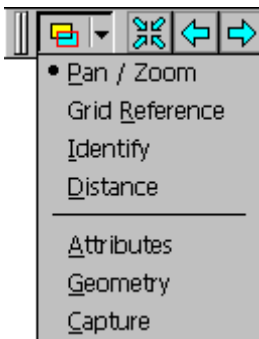 Pan / Zoom
Grid Reference
Identify
Distance
Attributes
Geometry
Capture